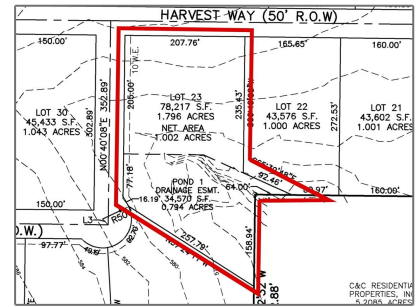 HARVEST WAY (50' R.O.W)
150.00'
207.76'
165.65'
160.00'
10'W.E.
205.00'
N00°40'08"E 352.89'
302.89'
235.43'
272.53'
LOT 30
45,433 S.F.
1.043 ACRES
LOT 23
78,217 S.F.
1.796 ACRES
NET AREA
1.002 ACRES
LOT 22
43,576 S.F.
1.000 ACRES
LOT 21
43,602 S.F.
1.001 ACRES
92.46'
77.18'
POND 1
DRAINAGE ESMT.
34,570 S.F.
0.794 ACRES
64.00'
16.19'
150.00'
160.00'
L3
R50'
O.W.)
97.77'
257.79'
158.94'
C&C RESIDENTIA
PROPERTIES, IN
5.2085 ACRES